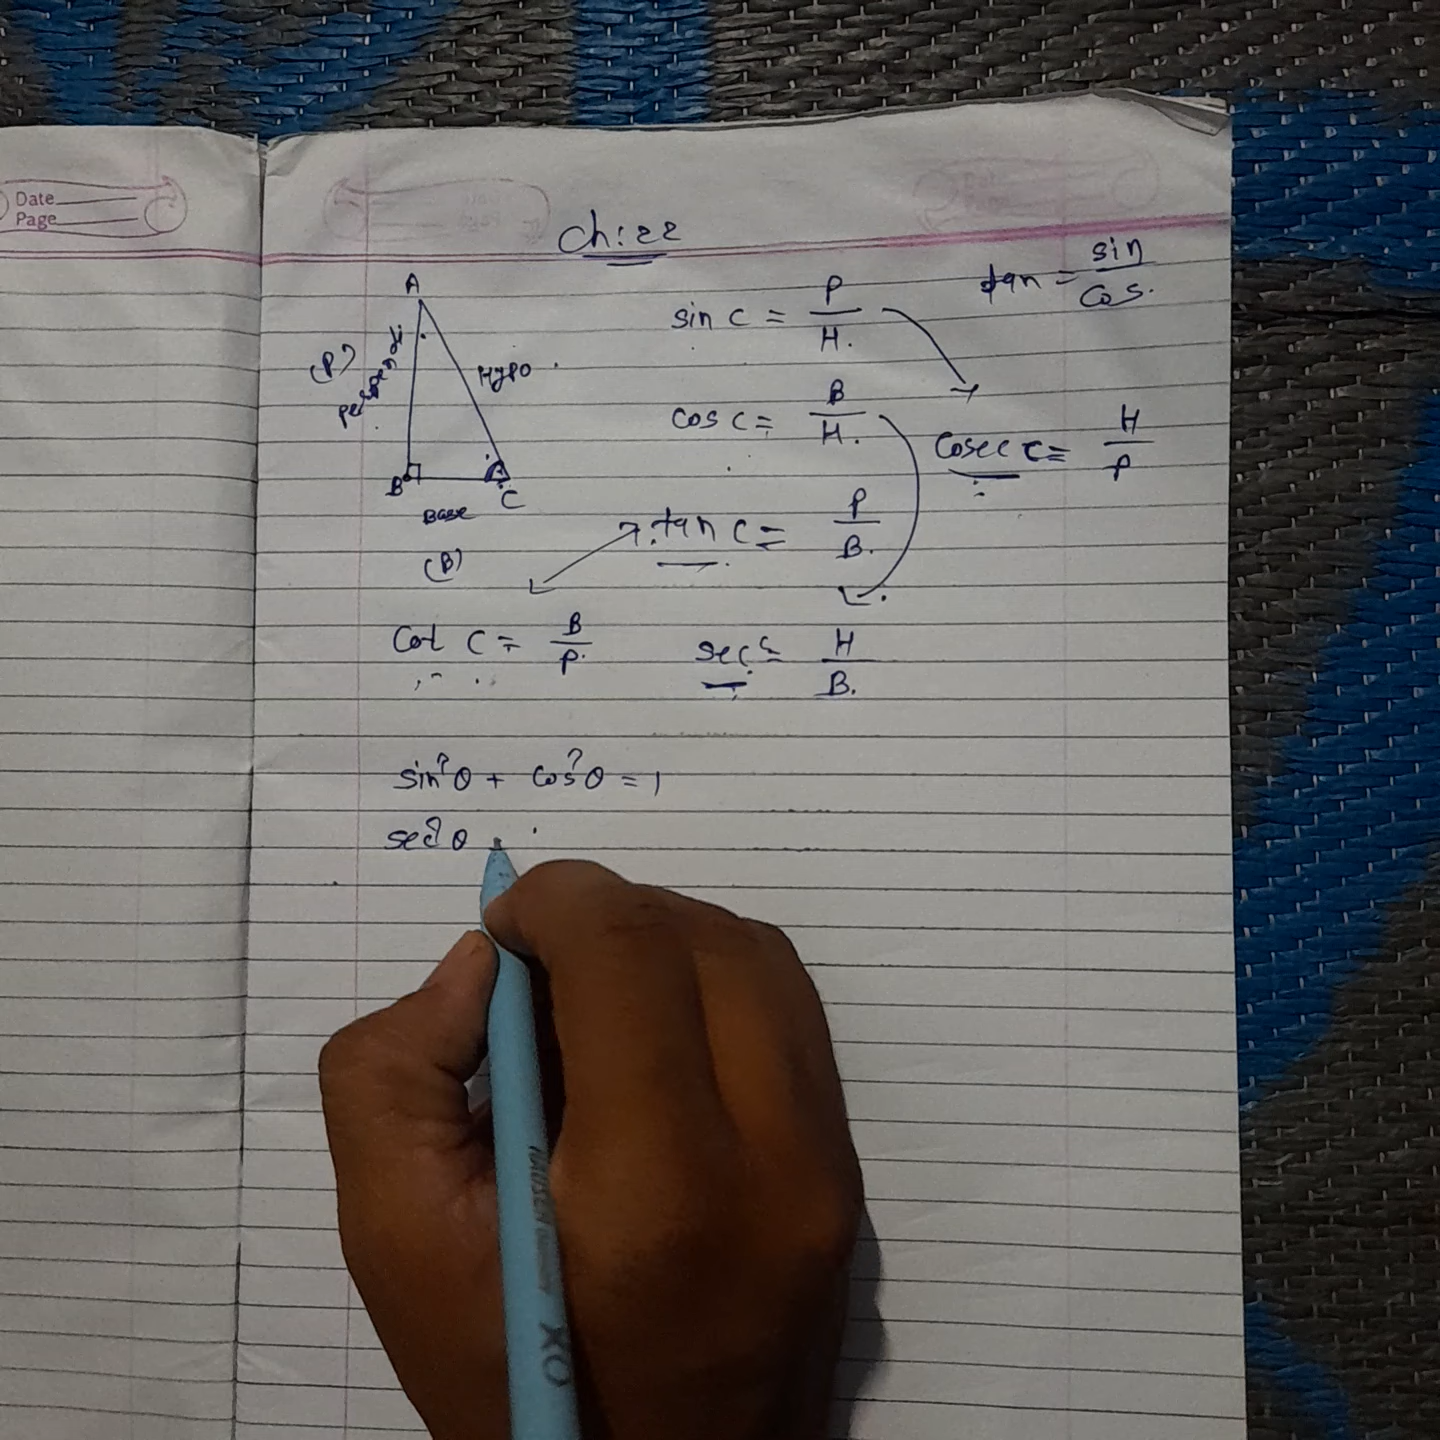 Date
Page
Ch: 22
tan = sin/cos.
A
sin C = P/H.
(P)
Hypo
cos C = B/H.
cosec C = H/P
B
C
Base
tan C = P/B.
(B)
Cot C = B/P.
sec C = H/B.
sin²θ + cos²θ = 1
sec²θ
XO